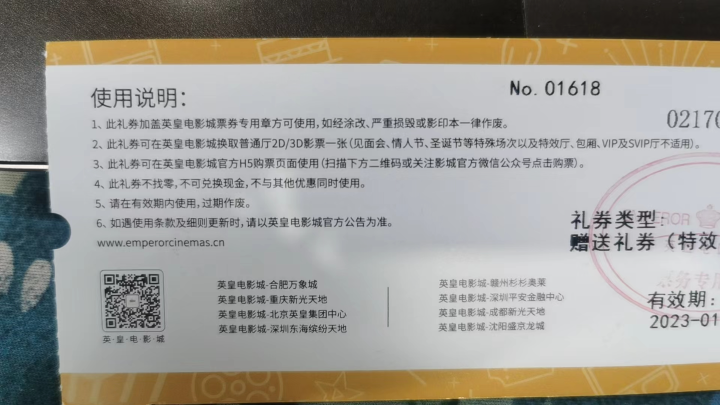 使用说明：
No. 01618
02170
1、此礼券加盖英皇电影城票券专用章方可使用，如经涂改、严重损毁或影印本一律作废。
2、此礼券可在英皇电影城换取普通厅2D/3D影票一张（见面会、情人节、圣诞节等特殊场次以及特效厅、包厢、VIP及SVIP厅不适用）。
3、此礼券可在英皇电影城官方H5购票页面使用（扫描下方二维码或关注影城官方微信公众号点击购票）。
4、此礼券不找零，不可兑换现金，不与其他优惠同时使用。
5、请在有效期内使用，过期作废。
6、如遇使用条款及细则更新时，请以英皇电影城官方公告为准。
www.emperorcinemas.cn
礼券类型：
赠送礼券（特效
EROR
票务专用
英·皇·电·影·城
英皇电影城-合肥万象城
英皇电影城-重庆新光天地
英皇电影城-北京英皇集团中心
英皇电影城-深圳东海缤纷天地
英皇电影城-赣州杉杉奥莱
英皇电影城-深圳平安金融中心
英皇电影城-成都新光天地
英皇电影城-沈阳盛京龙城
有效期：
2023-01